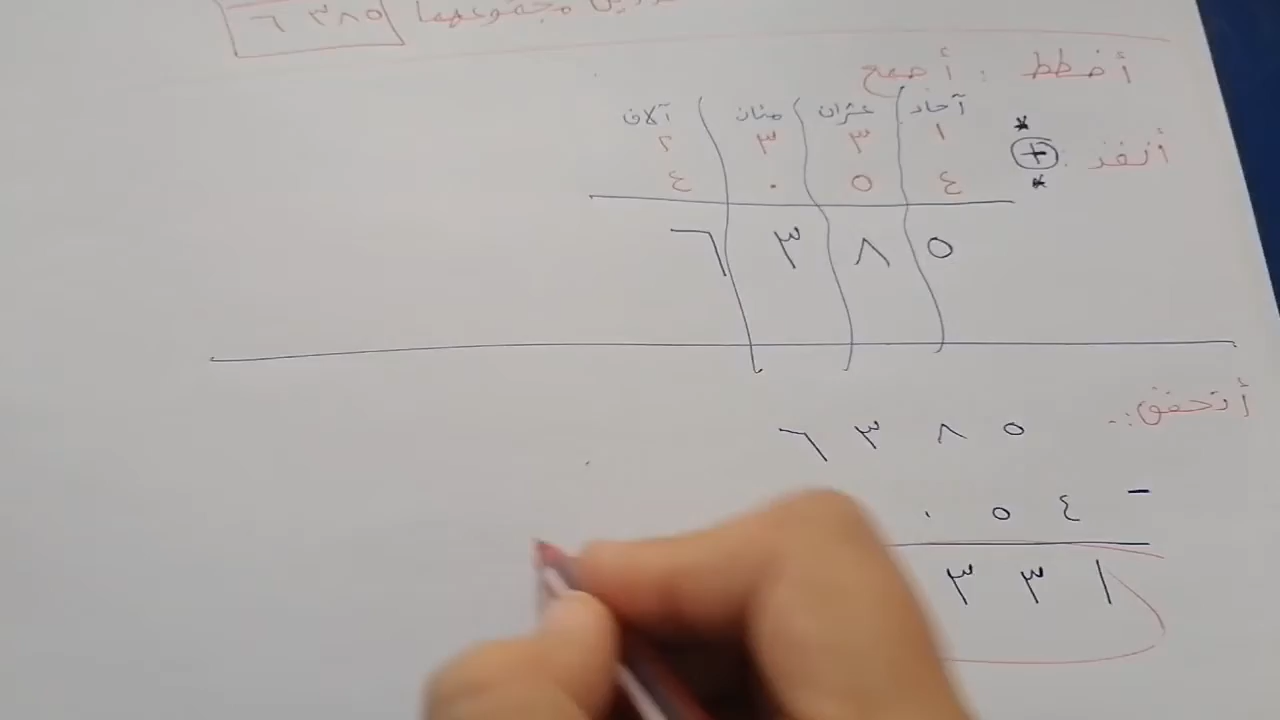 مجموعهما ٦٣٨٥
أخطط : أجمع
آحاد عشرات مئات آلاف
أنفذ : + ١ ٣ ٣ ٢
٤ ٥ ٠ ٤
٥ ٨ ٣ ٦
أتحقق :
٥ ٨ ٣ ٦
- ٤ ٥ ٠
١ ٣ ٣